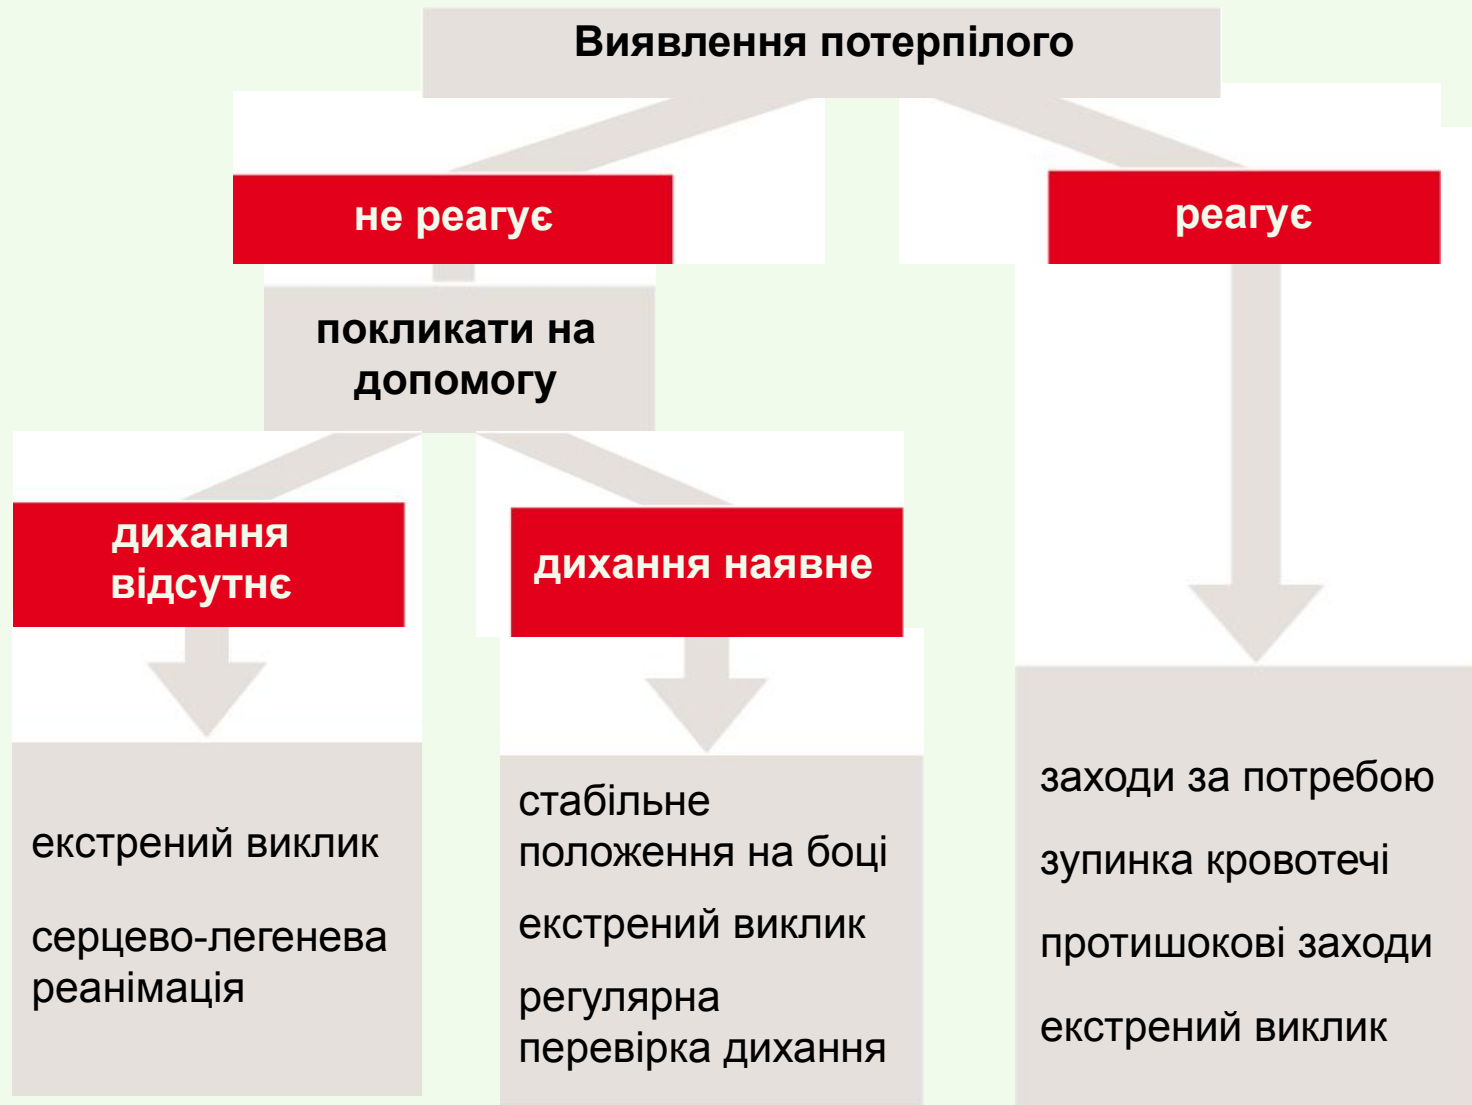 Виявлення потерпілого
не реагує
реагує
покликати на
допомогу
дихання
відсутнє
дихання наявне
екстрений виклик
серцево-легенева
реанімація
стабільне
положення на боці
екстрений виклик
регулярна
перевірка дихання
заходи за потребою
зупинка кровотечі
протишокові заходи
екстрений виклик